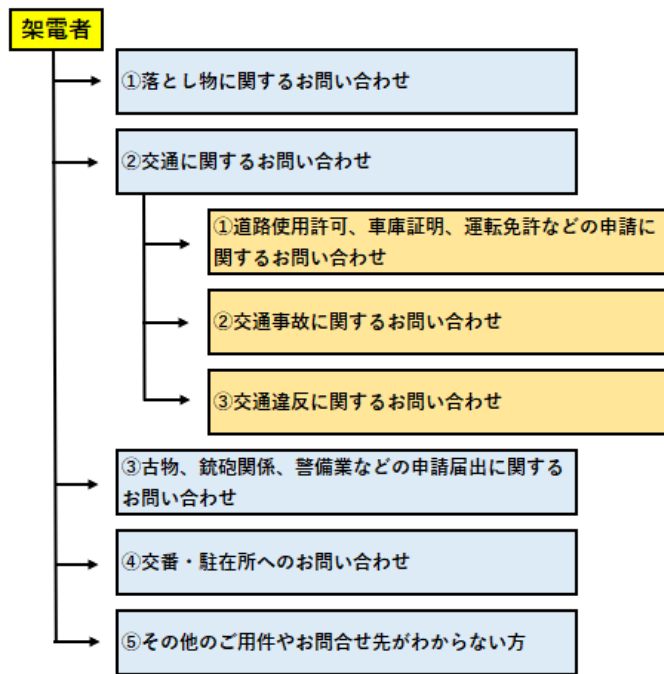 架電者
①落とし物に関するお問い合わせ
②交通に関するお問い合わせ
①道路使用許可、車庫証明、運転免許などの申請に
関するお問い合わせ
②交通事故に関するお問い合わせ
③交通違反に関するお問い合わせ
③古物、銃砲関係、警備業などの申請届出に関する
お問い合わせ
④交番・駐在所へのお問い合わせ
⑤その他のご用件やお問合せ先がわからない方